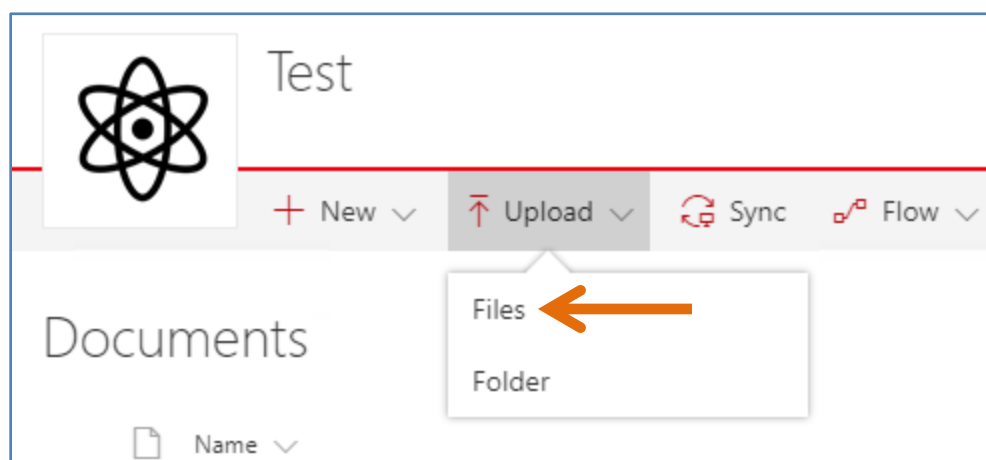 Test
New
Upload
Sync
Flow
Files
Documents
Folder
Name